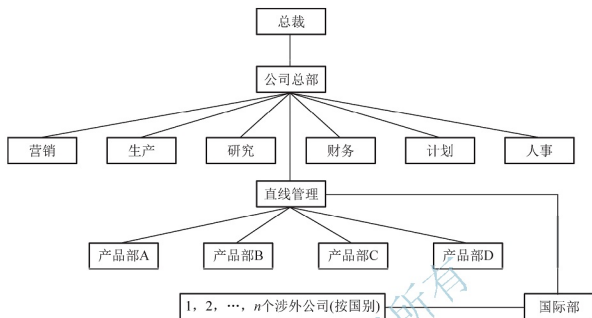 总裁
公司总部
营销 生产 研究 财务 计划 人事
直线管理
产品部A 产品部B 产品部C 产品部D
1，2，…，n个涉外公司(按国别) 国际部
所有